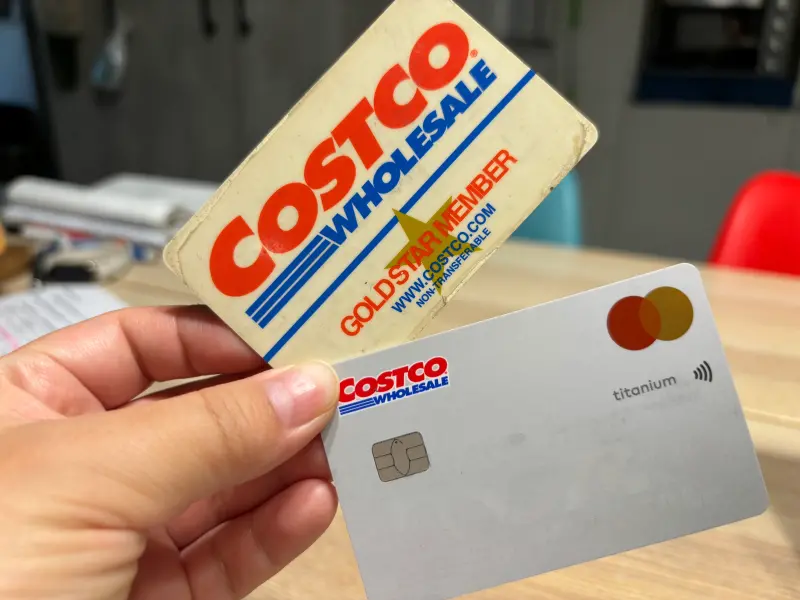 COSTCO
WHOLESALE
GOLD STAR MEMBER
WWW.COSTCO.COM
NON-TRANSFERABLE
COSTCO
WHOLESALE
titanium